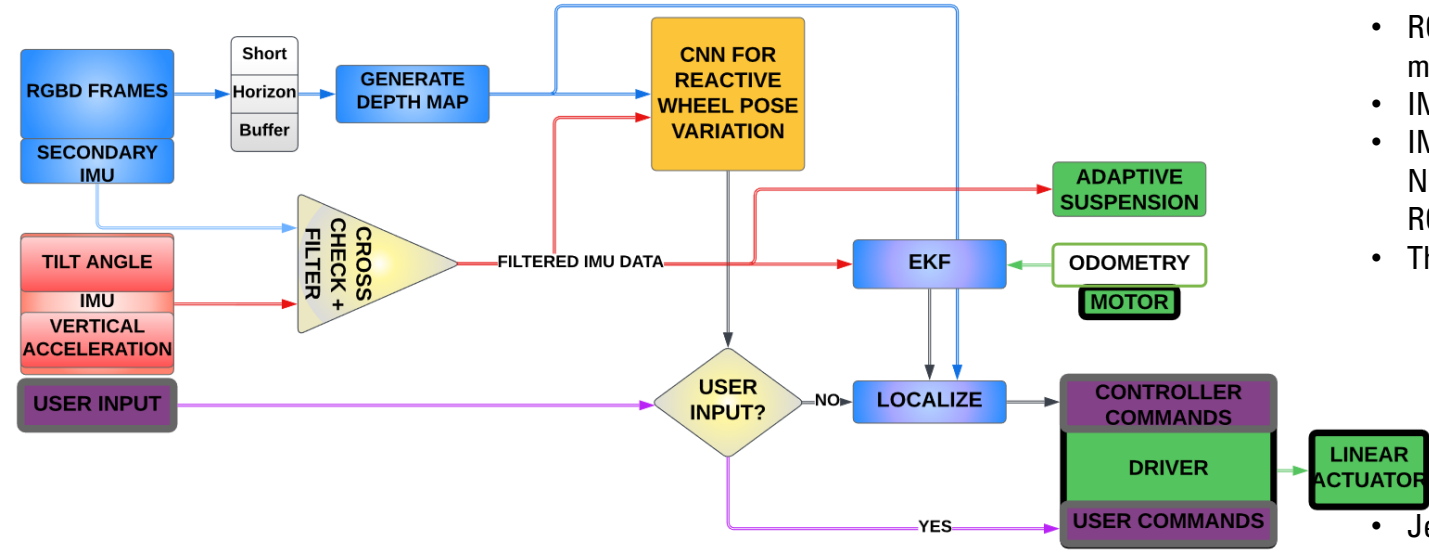 RGBD FRAMES
SECONDARY
IMU
Short
Horizon
Buffer
GENERATE
DEPTH MAP
CNN FOR
REACTIVE
WHEEL POSE
VARIATION
TILT ANGLE
IMU
VERTICAL
ACCELERATION
USER INPUT
CROSS
CHECK +
FILTER
FILTERED IMU DATA
ADAPTIVE
SUSPENSION
EKF
ODOMETRY
MOTOR
USER
INPUT?
NO
LOCALIZE
YES
CONTROLLER
COMMANDS
DRIVER
USER COMMANDS
LINEAR
ACTUATOR